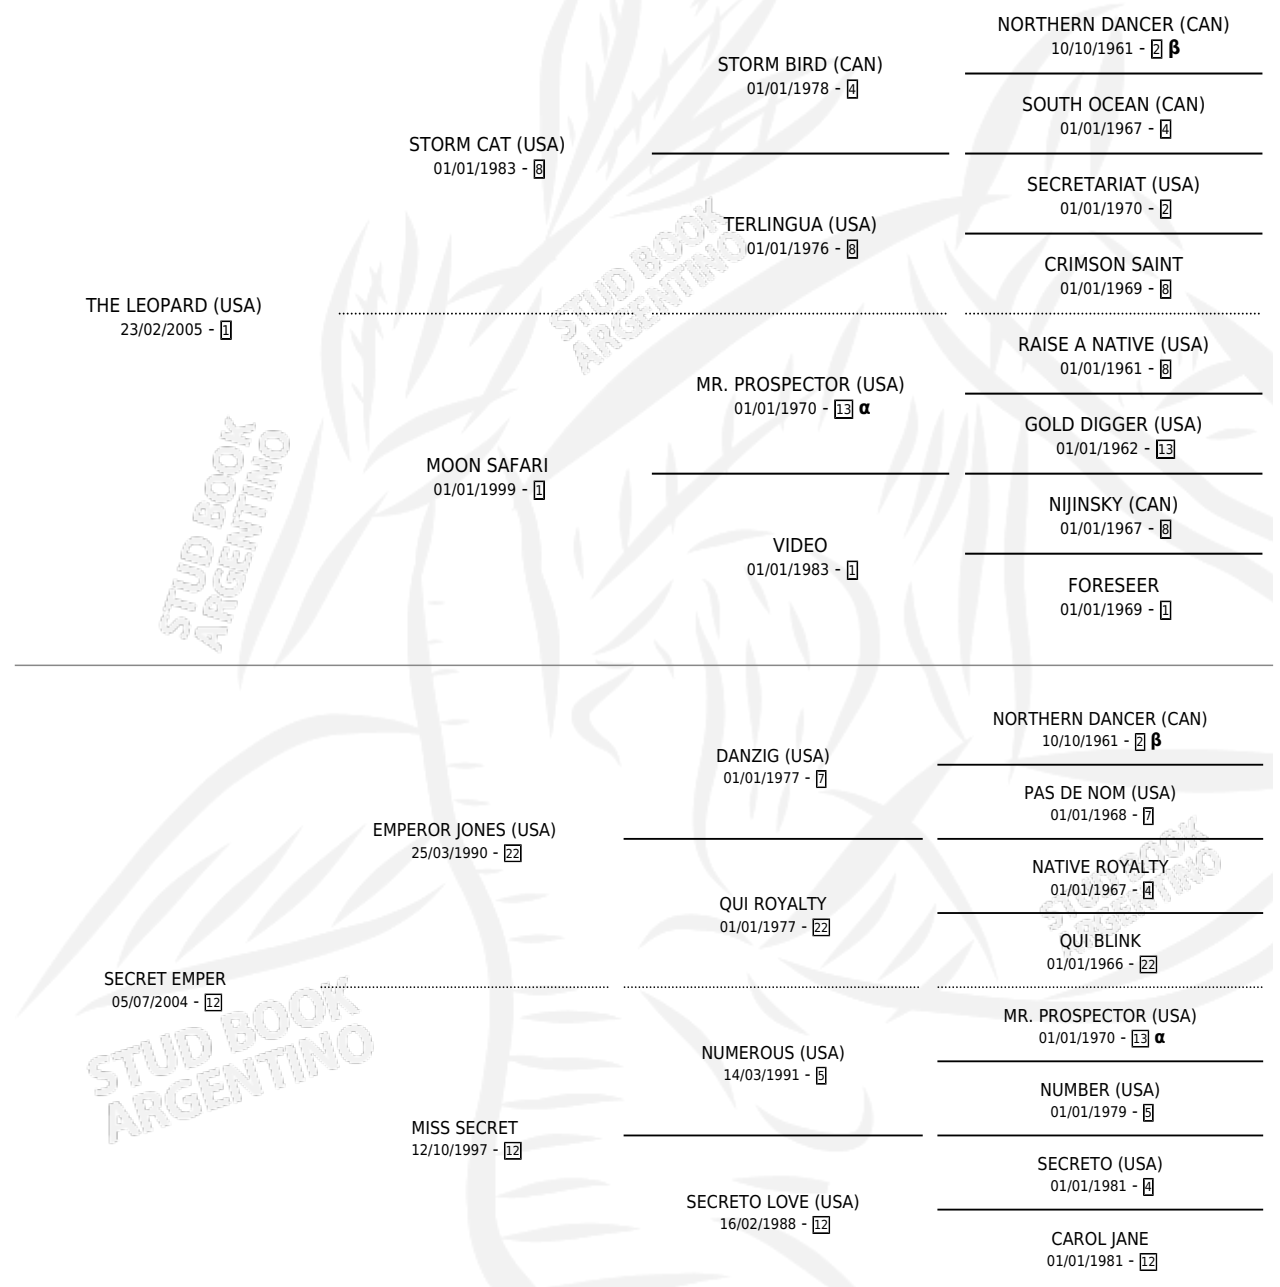 NORTHERN DANCER (CAN)
10/10/1961 - 2 β
STORM BIRD (CAN)
01/01/1978 - 4
SOUTH OCEAN (CAN)
01/01/1967 - 4
STORM CAT (USA)
01/01/1983 - 8
SECRETARIAT (USA)
01/01/1970 - 2
TERLINGUA (USA)
01/01/1976 - 8
CRIMSON SAINT
01/01/1969 - 8
THE LEOPARD (USA)
23/02/2005 - 1
RAISE A NATIVE (USA)
01/01/1961 - 8
MR. PROSPECTOR (USA)
01/01/1970 - 13 α
GOLD DIGGER (USA)
01/01/1962 - 13
MOON SAFARI
01/01/1999 - 1
NIJINSKY (CAN)
01/01/1967 - 8
VIDEO
01/01/1983 - 1
FORESEER
01/01/1969 - 1
STUD BOOK
ARGENTINO
STUD BOOK
ARGENTINO
NORTHERN DANCER (CAN)
10/10/1961 - 2 β
DANZIG (USA)
01/01/1977 - 7
PAS DE NOM (USA)
01/01/1968 - 7
EMPEROR JONES (USA)
25/03/1990 - 22
NATIVE ROYALTY
01/01/1967 - 4
QUI ROYALTY
01/01/1977 - 22
QUI BLINK
01/01/1966 - 22
SECRET EMPER
05/07/2004 - 12
MR. PROSPECTOR (USA)
01/01/1970 - 13 α
NUMEROUS (USA)
14/03/1991 - 5
NUMBER (USA)
01/01/1979 - 5
MISS SECRET
12/10/1997 - 12
SECRETO (USA)
01/01/1981 - 4
SECRETO LOVE (USA)
16/02/1988 - 12
CAROL JANE
01/01/1981 - 12
STUD BOOK
ARGENTINO
STUD BOOK
ARGENTINO